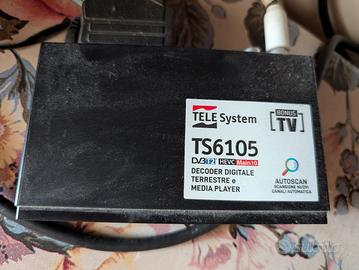 TELE System
BONUS
TV
TS6105
DVB T2 HEVC Main10
DECODER DIGITALE
TERRESTRE e
MEDIA PLAYER
AUTOSCAN
SCANSIONE NUOVI
CANALI AUTOMATICA